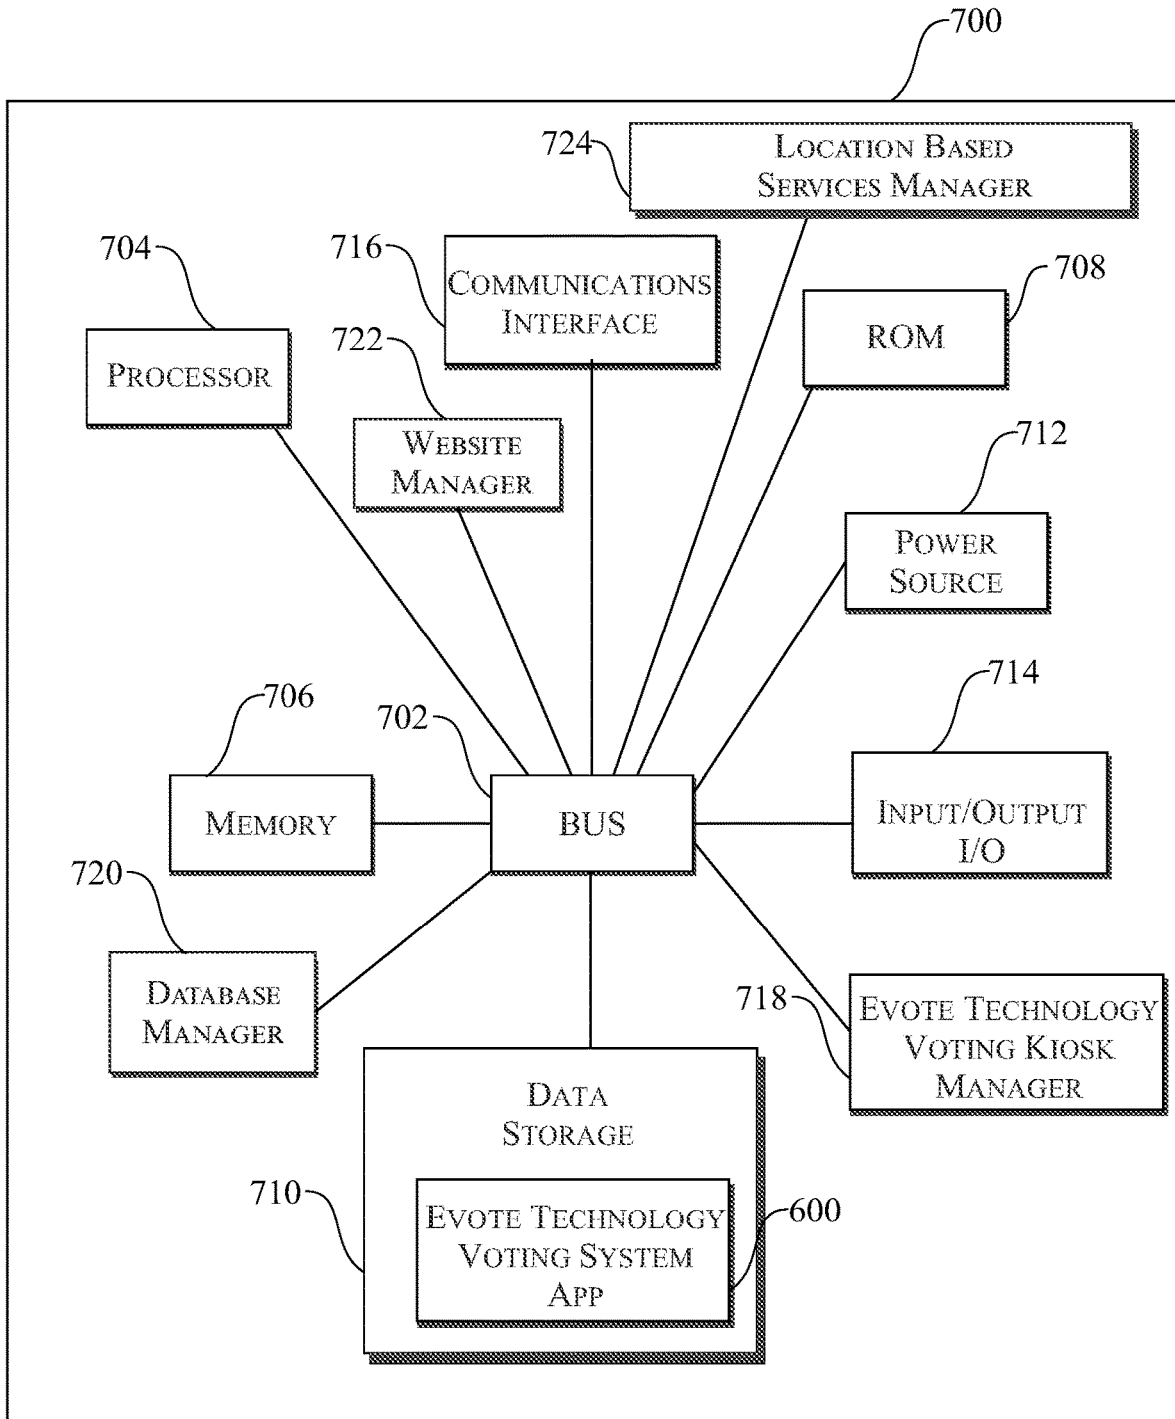 700
724
LOCATION BASED
SERVICES MANAGER
704
716
COMMUNICATIONS
INTERFACE
708
ROM
PROCESSOR
722
WEBSITE
MANAGER
712
POWER
SOURCE
706
702
714
MEMORY
BUS
INPUT/OUTPUT
I/O
720
DATABASE
MANAGER
718
EVOTE TECHNOLOGY
VOTING KIOSK
MANAGER
DATA
STORAGE
710
600
EVOTE TECHNOLOGY
VOTING SYSTEM
APP